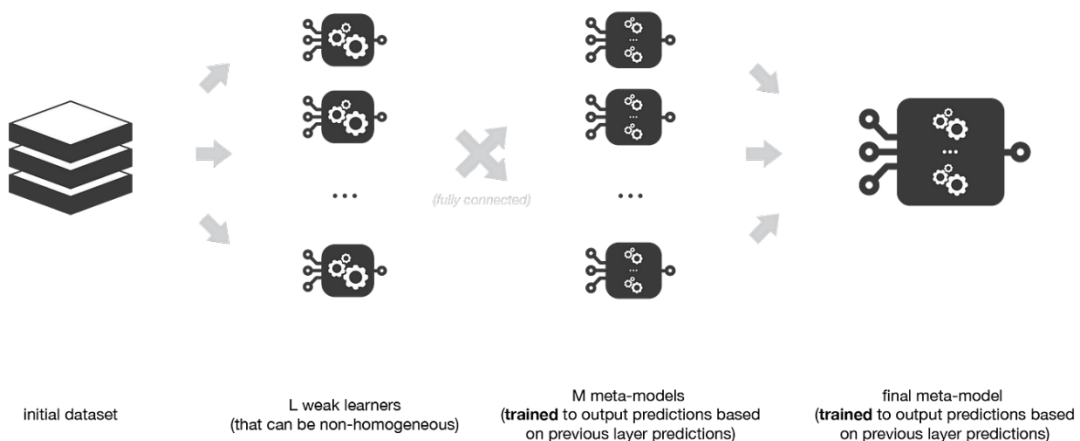 (fully connected)
initial dataset
L weak learners
(that can be non-homogeneous)
M meta-models
(trained to output predictions based
on previous layer predictions)
final meta-model
(trained to output predictions based
on previous layer predictions)